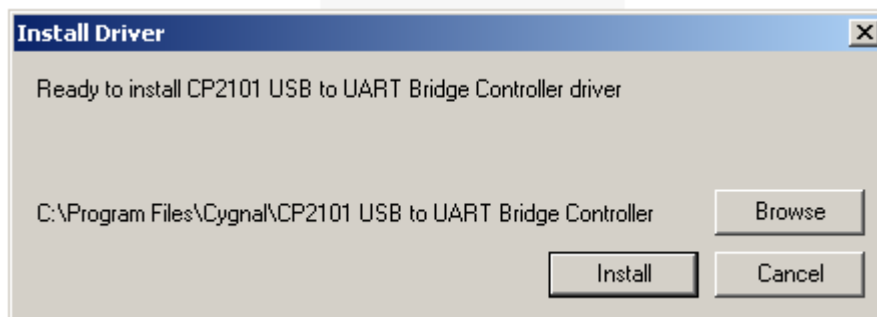 Install Driver
Ready to install CP2101 USB to UART Bridge Controller driver
C:\Program Files\Cygnal\CP2101 USB to UART Bridge Controller
Browse
Install
Cancel